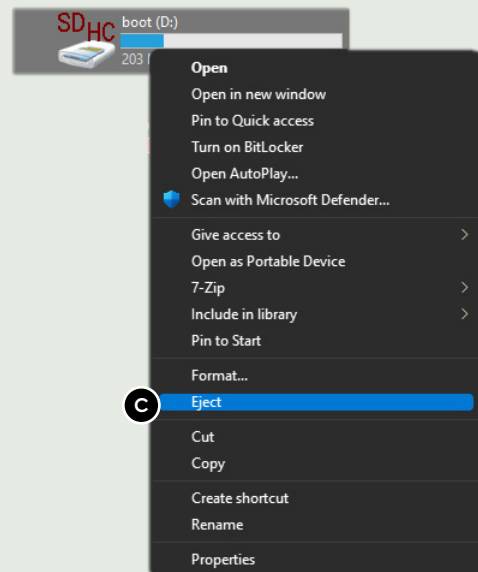 SDHC boot (D:)
203
Open
Open in new window
Pin to Quick access
Turn on BitLocker
Open AutoPlay...
Scan with Microsoft Defender...
Give access to
Open as Portable Device
7-Zip
Include in library
Pin to Start
Format...
C Eject
Cut
Copy
Create shortcut
Rename
Properties